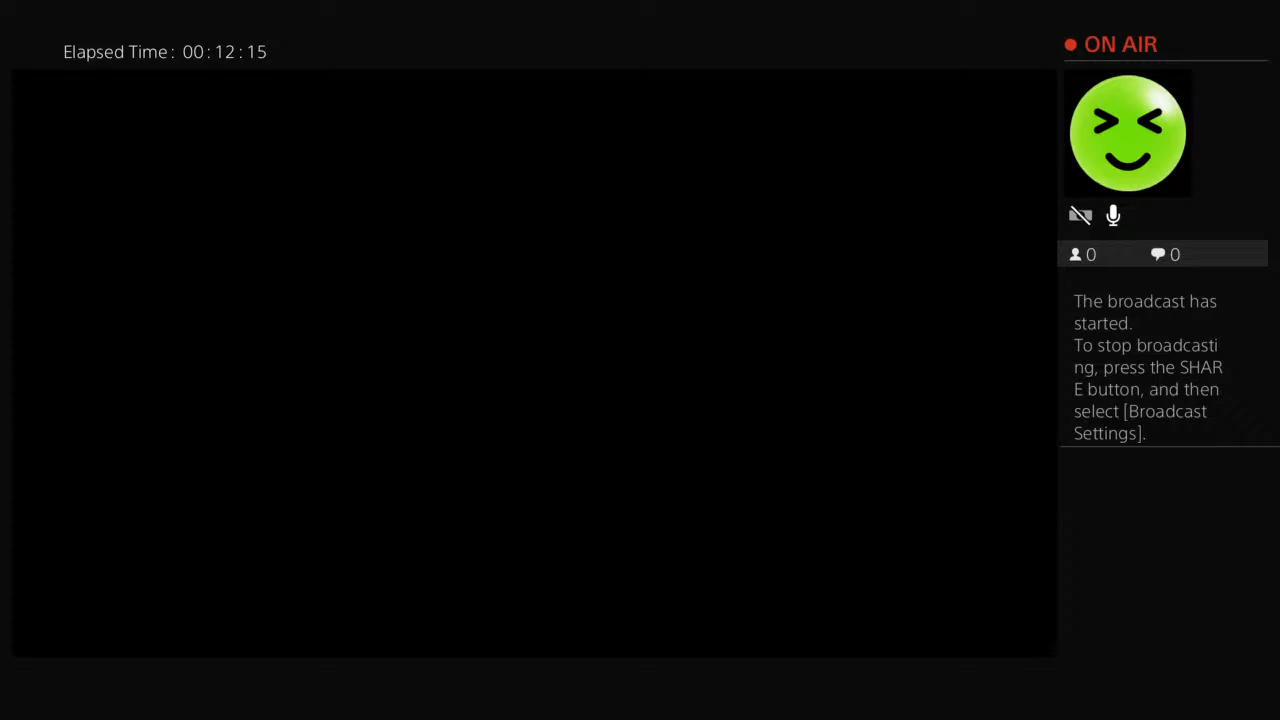 Elapsed Time: 00:12:15
ON AIR
0 0
The broadcast has
started.
To stop broadcasti
ng, press the SHAR
E button, and then
select [Broadcast
Settings].